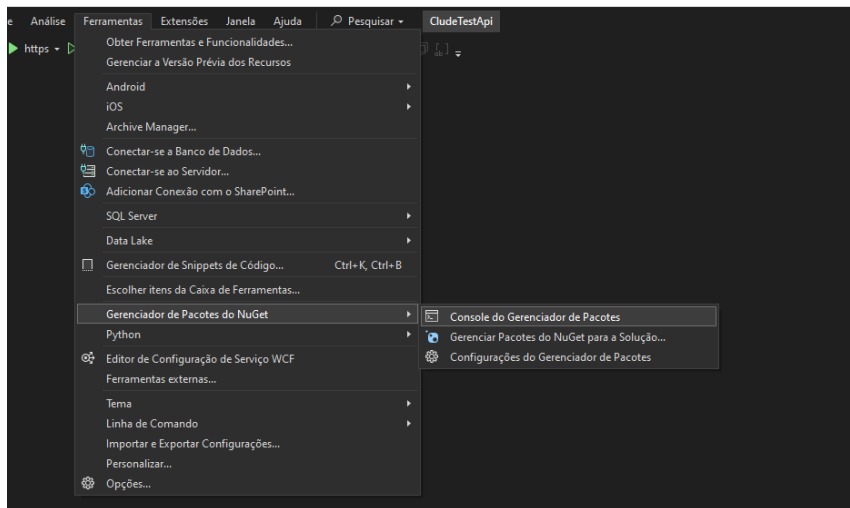 e Análise Ferramentas Extensões Janela Ajuda Pesquisar CludeTestApi
https
Obter Ferramentas e Funcionalidades...
Gerenciar a Versão Prévia dos Recursos
Android
iOS
Archive Manager...
Conectar-se a Banco de Dados...
Conectar-se ao Servidor...
Adicionar Conexão com o SharePoint...
SQL Server
Data Lake
Gerenciador de Snippets de Código... Ctrl+K, Ctrl+B
Escolher itens da Caixa de Ferramentas...
Gerenciador de Pacotes do NuGet
Console do Gerenciador de Pacotes
Gerenciar Pacotes do NuGet para a Solução...
Configurações do Gerenciador de Pacotes
Python
Editor de Configuração de Serviço WCF
Ferramentas externas...
Tema
Linha de Comando
Importar e Exportar Configurações...
Personalizar...
Opções...